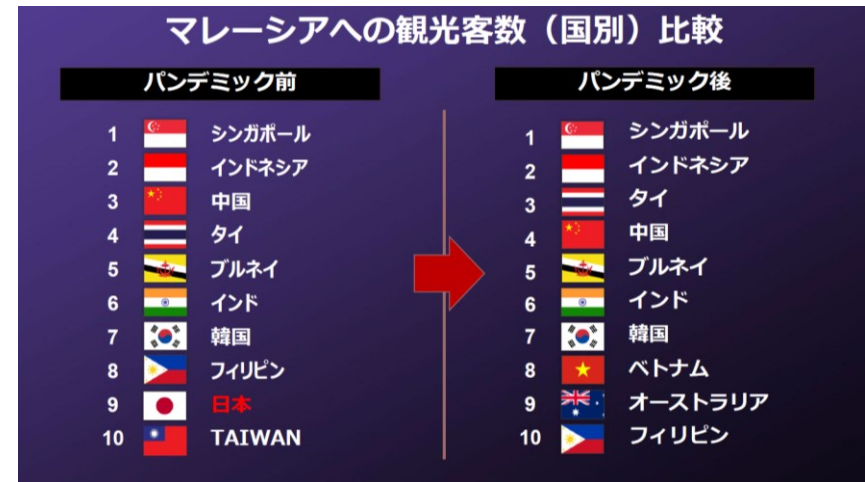 マレーシアへの観光客数（国別）比較
パンデミック前
1 シンガポール
2 インドネシア
3 中国
4 タイ
5 ブルネイ
6 インド
7 韓国
8 フィリピン
9 日本
10 TAIWAN
パンデミック後
1 シンガポール
2 インドネシア
3 タイ
4 中国
5 ブルネイ
6 インド
7 韓国
8 ベトナム
9 オーストラリア
10 フィリピン